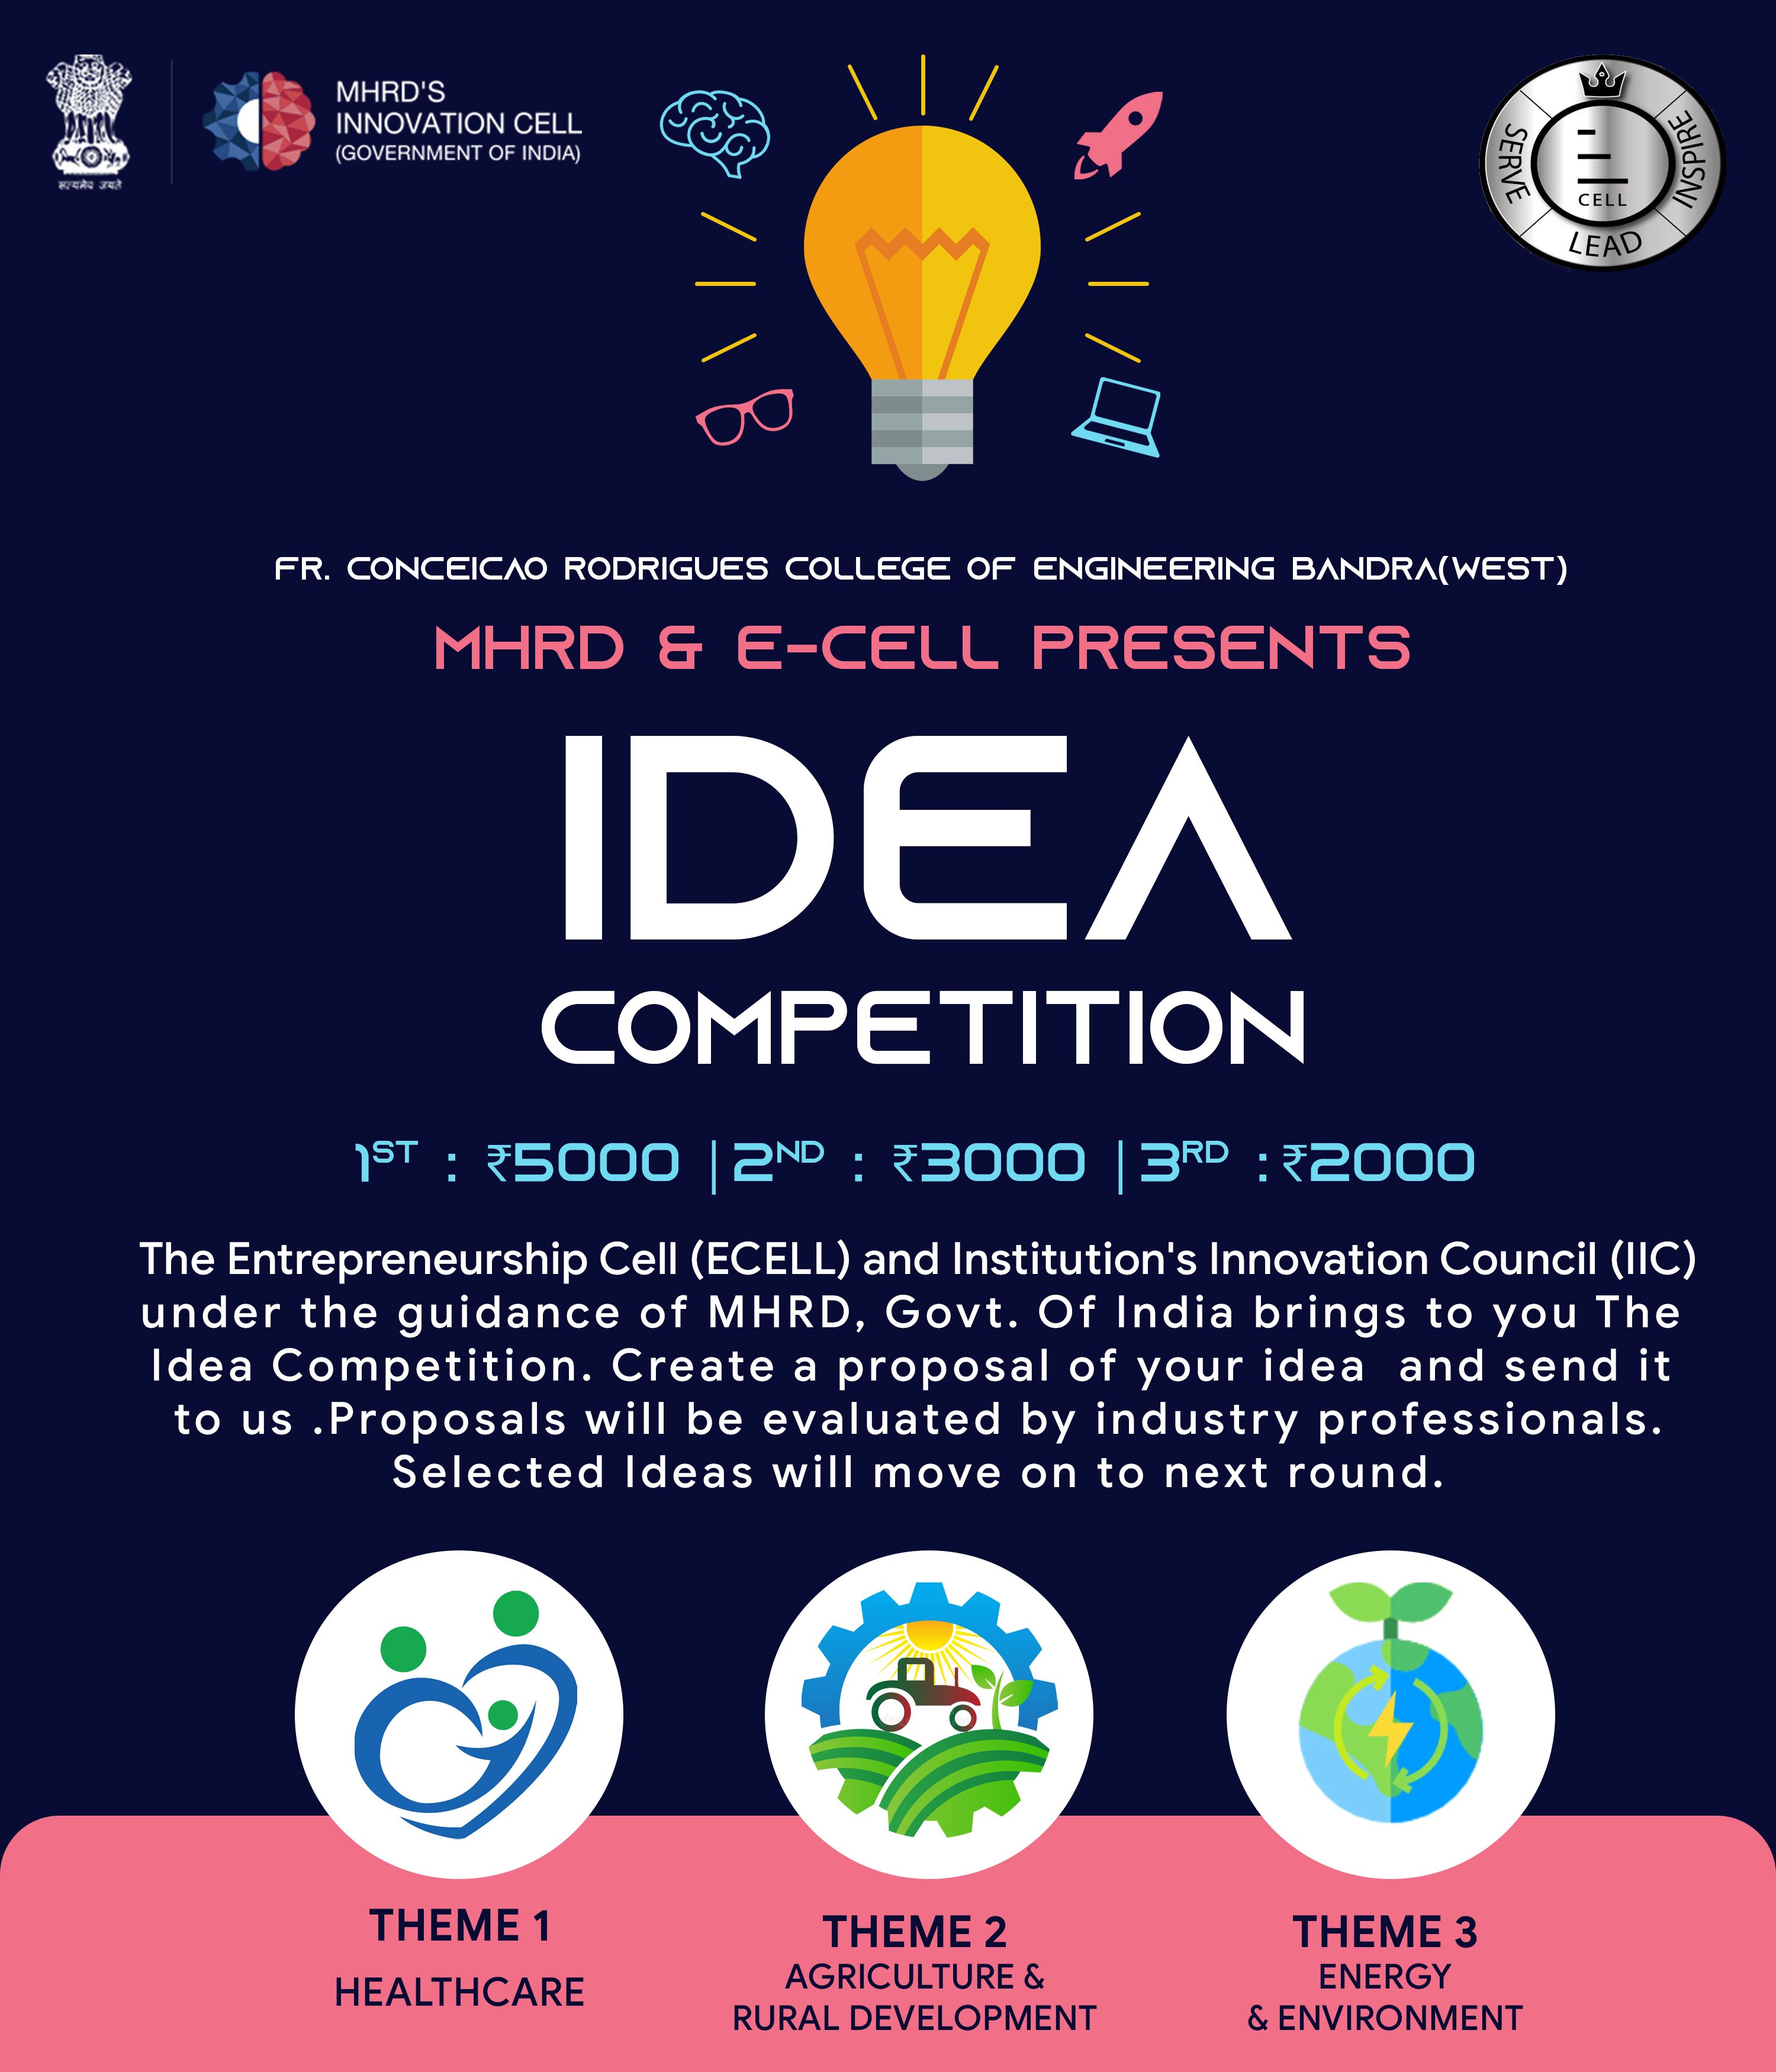 सत्यमेव जयते
MHRD'S
INNOVATION CELL
(GOVERNMENT OF INDIA)
SERVE
INSPIRE
CELL
LEAD
FR. CONCEICAO RODRIGUES COLLEGE OF ENGINEERING BANDRA(WEST)
MHRD & E-CELL PRESENTS
IDEA
COMPETITION
1ST : ₹5000 | 2ND : ₹3000 | 3RD : ₹2000
The Entrepreneurship Cell (ECELL) and Institution's Innovation Council (IIC)
under the guidance of MHRD, Govt. Of India brings to you The
Idea Competition. Create a proposal of your idea and send it
to us .Proposals will be evaluated by industry professionals.
Selected Ideas will move on to next round.
THEME 1
HEALTHCARE
THEME 2
AGRICULTURE &
RURAL DEVELOPMENT
THEME 3
ENERGY
& ENVIRONMENT